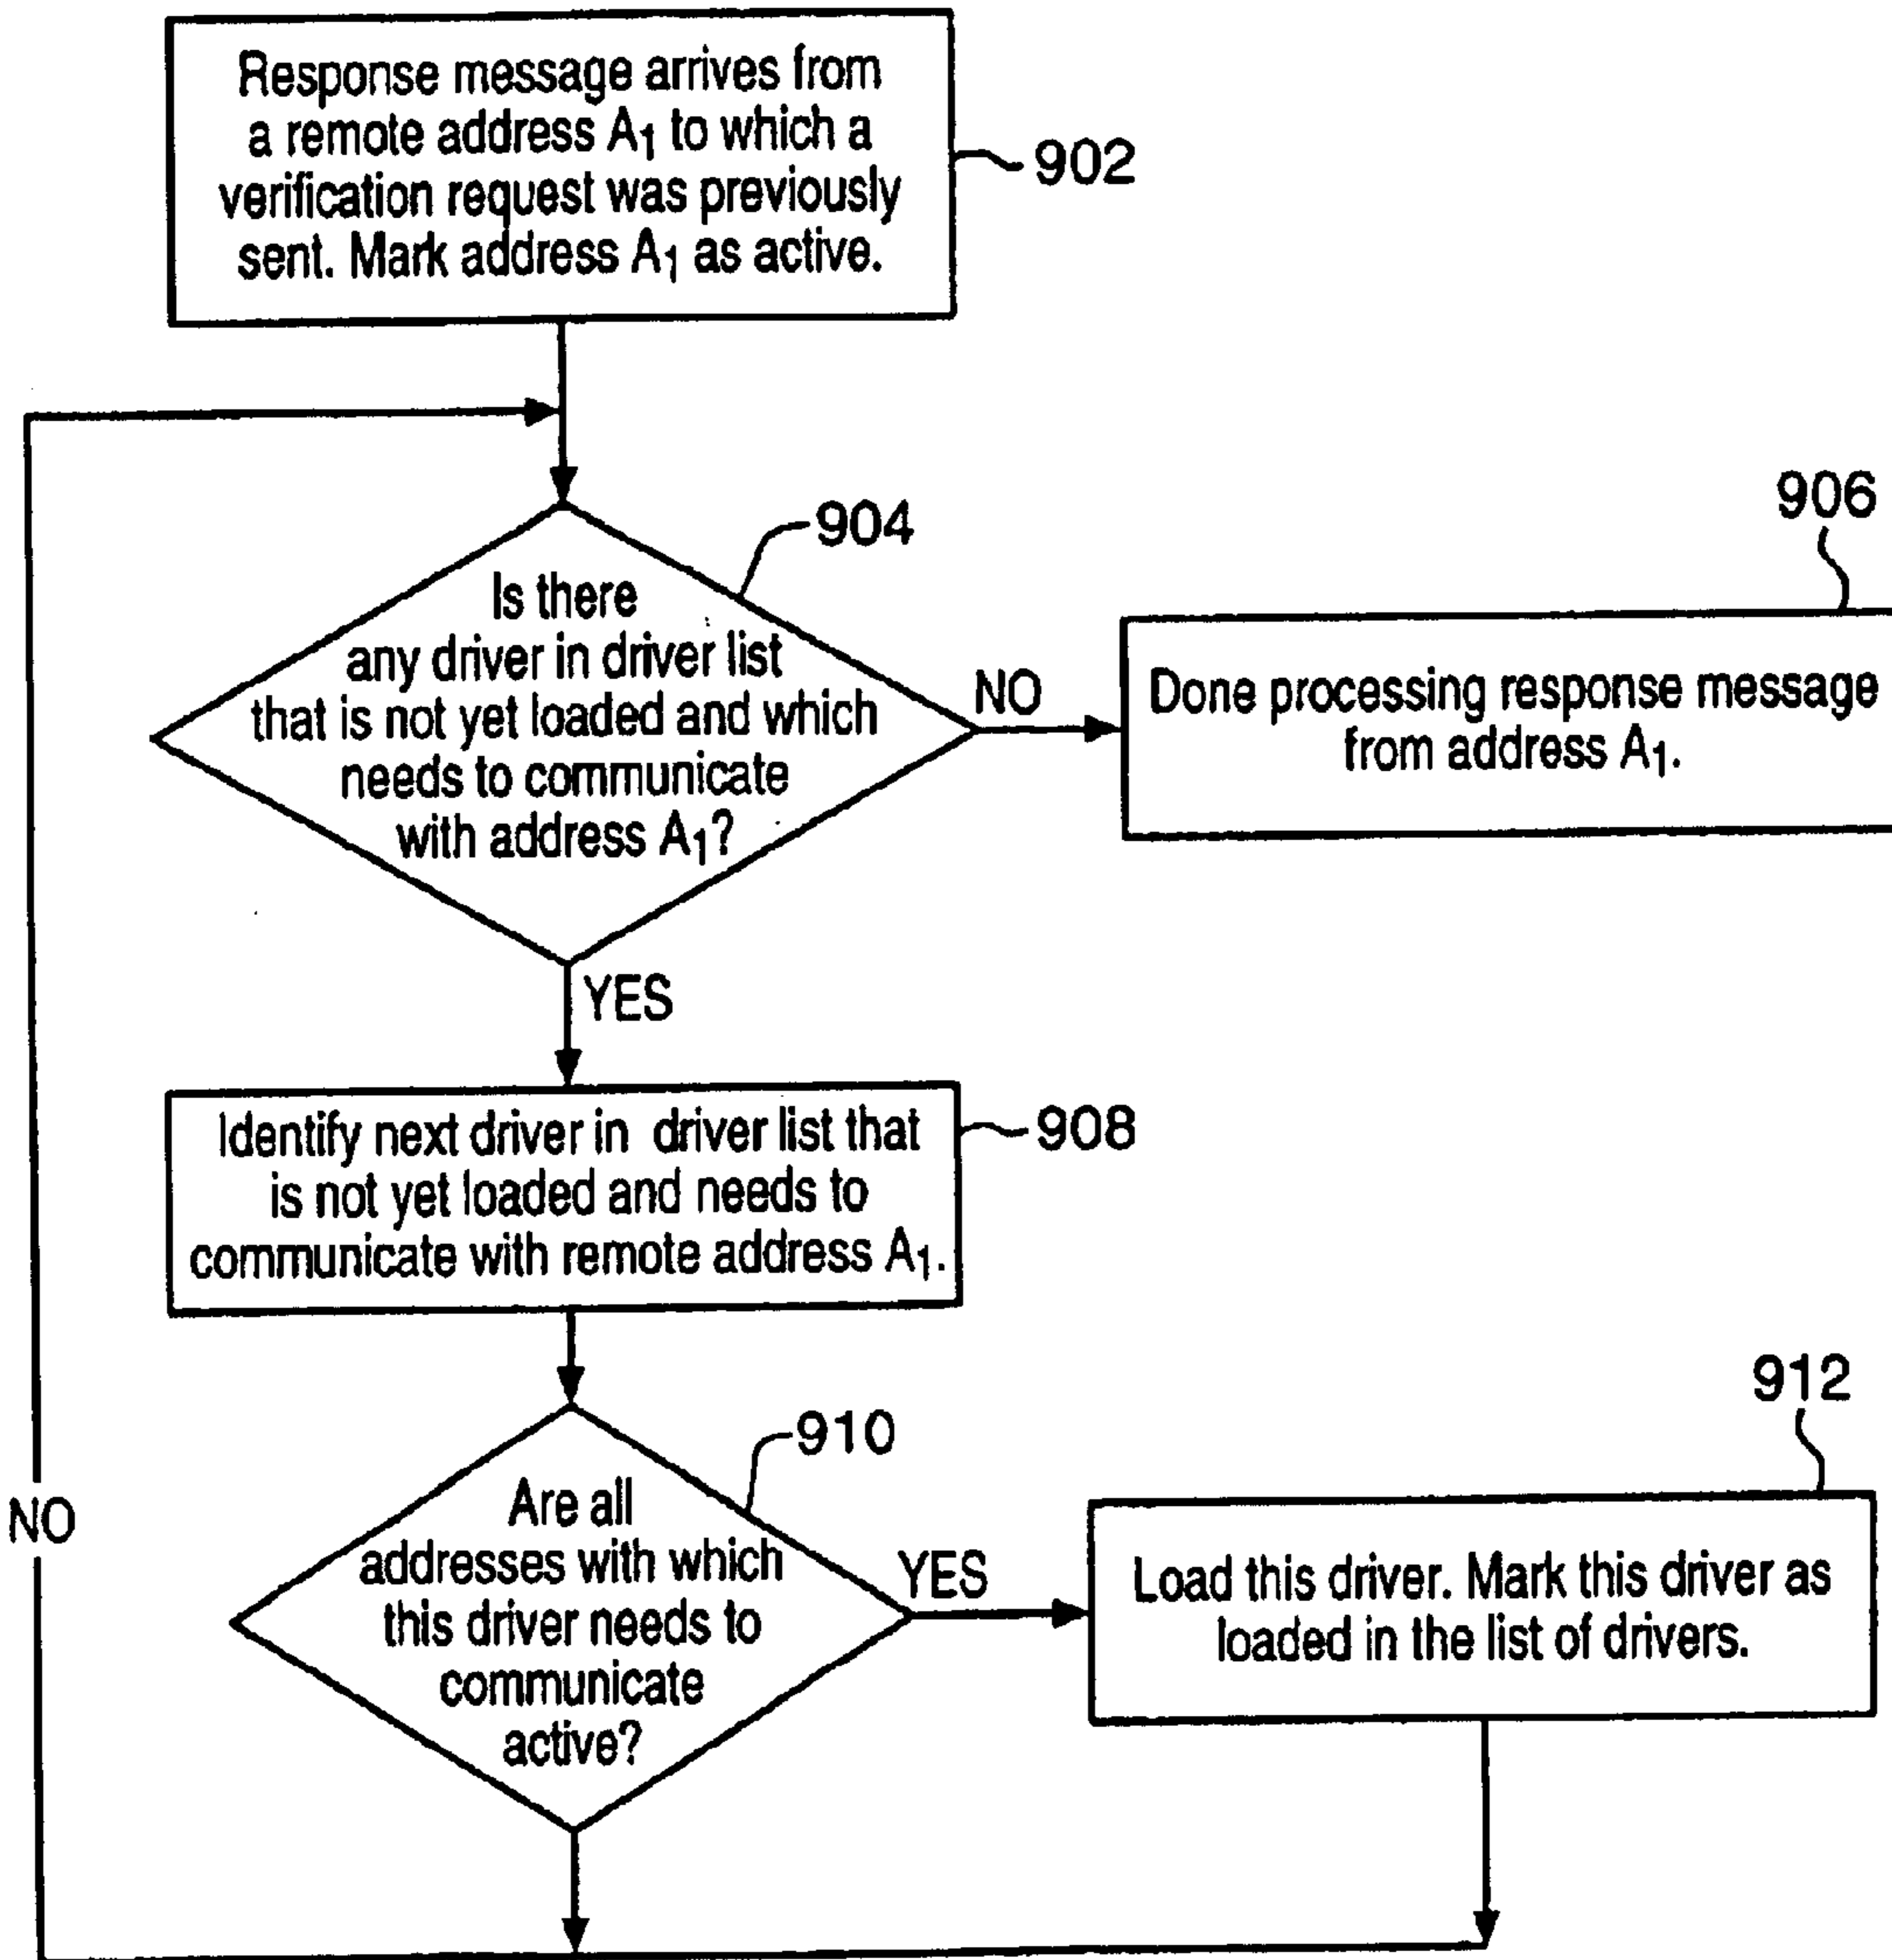 Response message arrives from
a remote address A1 to which a
verification request was previously
sent. Mark address A1 as active.
902
904
Is there
any driver in driver list
that is not yet loaded and which
needs to communicate
with address A1?
NO
906
Done processing response message
from address A1.
YES
Identify next driver in driver list that
is not yet loaded and needs to
communicate with remote address A1.
908
910
Are all
addresses with which
this driver needs to
communicate
active?
YES
912
Load this driver. Mark this driver as
loaded in the list of drivers.
NO